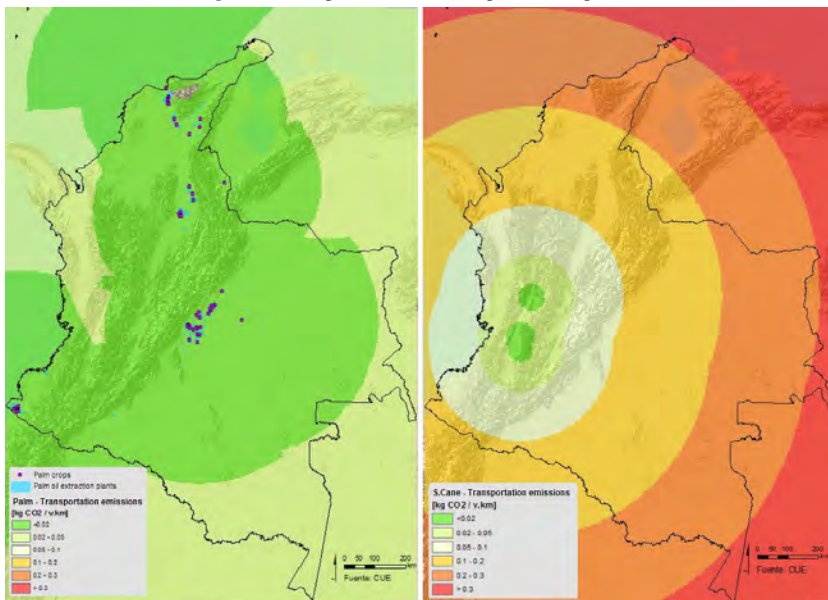 Palm crops
Palm oil extraction plants
Palm - Transportation emissions
[kg CO2 / v.km]
<0.02
0.02 - 0.05
0.05 - 0.1
0.1 - 0.2
0.2 - 0.3
> 0.3
0 50 100 200
km
Fuente: CUE
S.Cane - Transportation emissions
[kg CO2 / v.km]
<0.02
0.02 - 0.05
0.05 - 0.1
0.1 - 0.2
0.2 - 0.3
> 0.3
0 50 100 200
Fuente: CUE